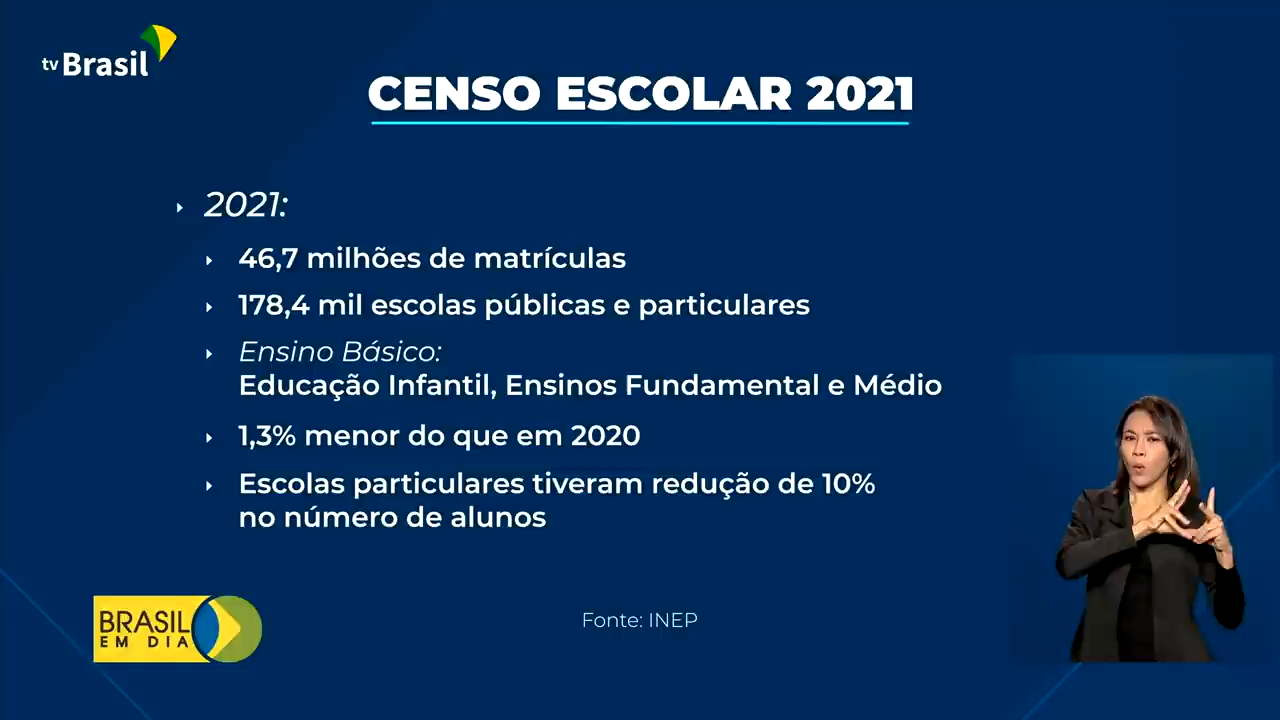 tv Brasil
CENSO ESCOLAR 2021
2021:
46,7 milhões de matrículas
178,4 mil escolas públicas e particulares
Ensino Básico:
Educação Infantil, Ensinos Fundamental e Médio
1,3% menor do que em 2020
Escolas particulares tiveram redução de 10%
no número de alunos
BRASIL
EM DIA
Fonte: INEP